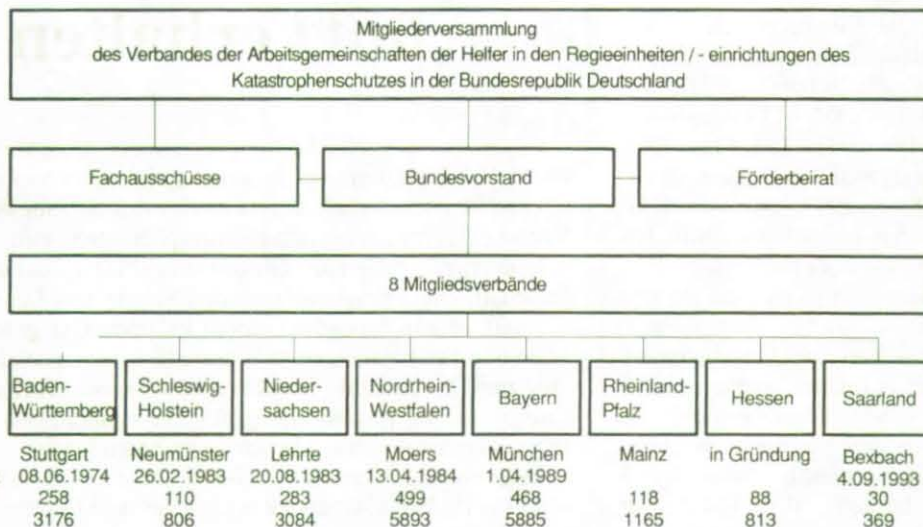 Mitgliederversammlung
des Verbandes der Arbeitsgemeinschaften der Helfer in den Regieeinheiten / - einrichtungen des
Katastrophenschutzes in der Bundesrepublik Deutschland
Fachausschüsse
Bundesvorstand
Förderbeirat
8 Mitgliedsverbände
Baden-
Württemberg
Schleswig-
Holstein
Nieder-
sachsen
Nordrhein-
Westfalen
Bayern
Rheinland-
Pfalz
Hessen
Saarland
Stuttgart
08.06.1974
258
3176
Neumünster
26.02.1983
110
806
Lehrte
20.08.1983
283
3084
Moers
13.04.1984
499
5893
München
1.04.1989
468
5885
Mainz
118
1165
in Gründung
88
813
Bexbach
4.09.1993
30
369